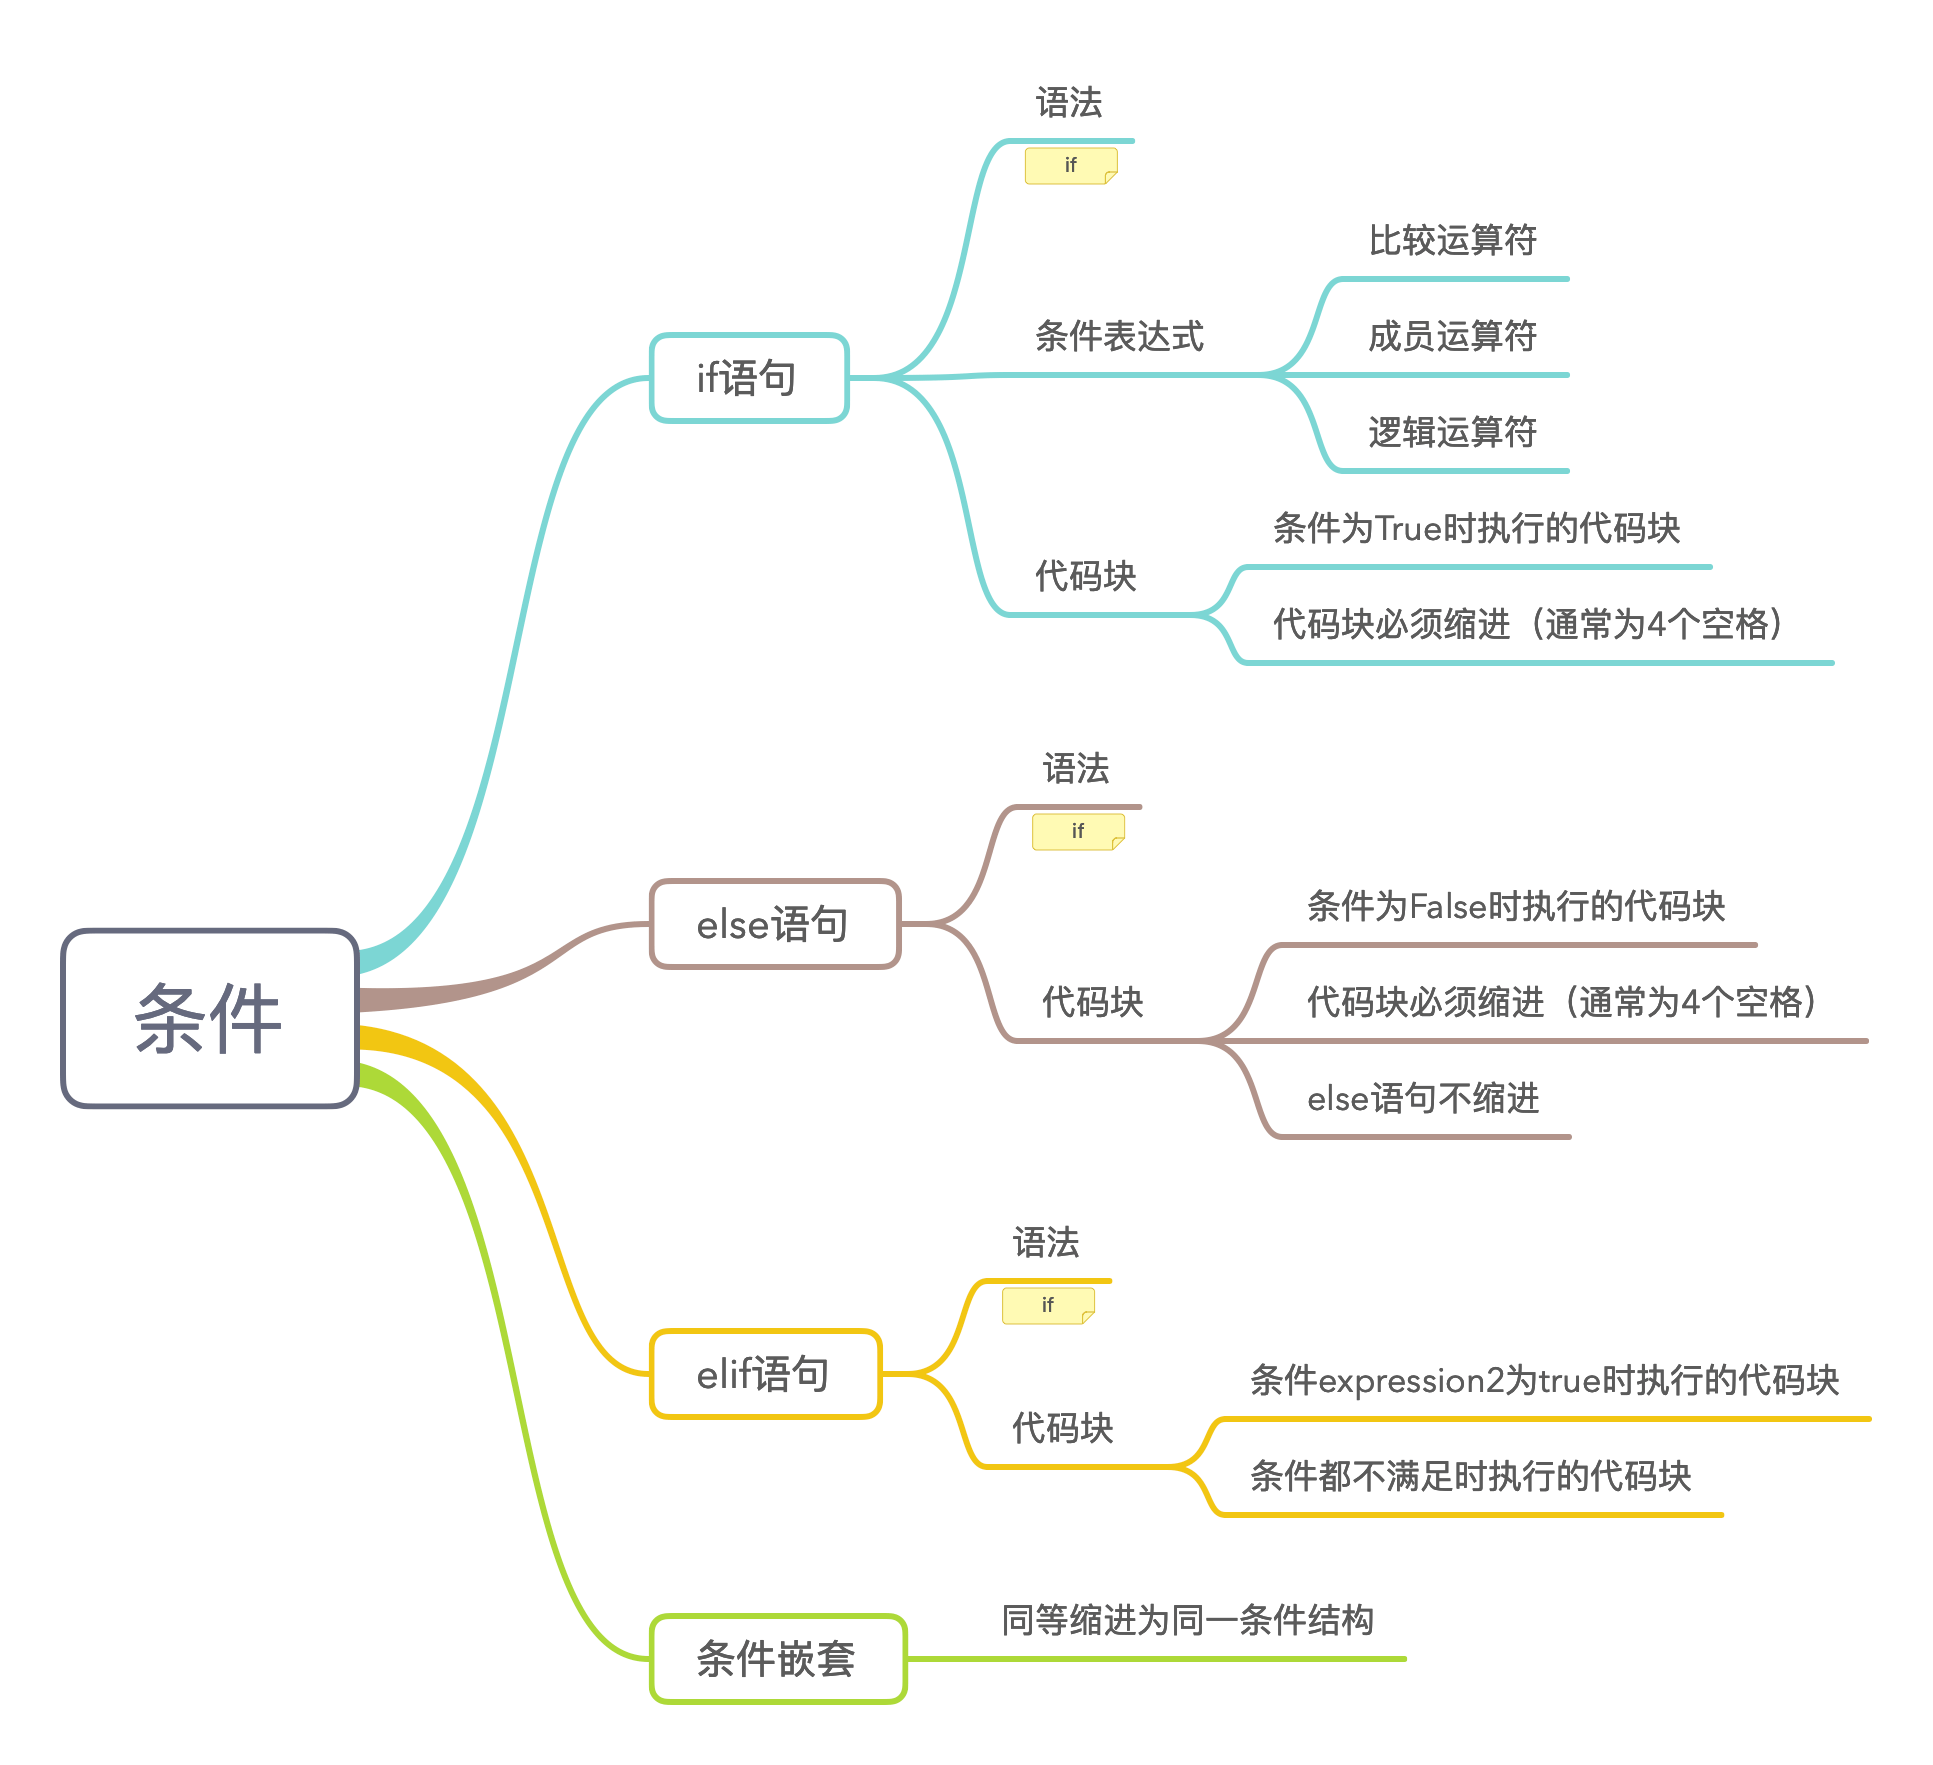 条件
if语句
语法
if
条件表达式
比较运算符
成员运算符
逻辑运算符
代码块
条件为True时执行的代码块
代码块必须缩进（通常为4个空格）
else语句
语法
if
代码块
条件为False时执行的代码块
代码块必须缩进（通常为4个空格）
else语句不缩进
elif语句
语法
if
代码块
条件expression2为true时执行的代码块
条件都不满足时执行的代码块
条件嵌套
同等缩进为同一条件结构